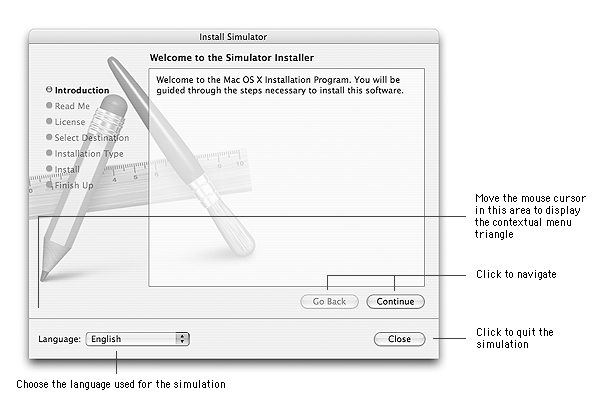 Install Simulator
Welcome to the Simulator Installer
Introduction
Read Me
License
Select Destination
Installation Type
Install
Finish Up
Welcome to the Mac OS X Installation Program. You will be
guided through the steps necessary to install this software.
Go Back
Continue
Language:
English
Close
Move the mouse cursor
in this area to display
the contextual menu
triangle
Click to navigate
Click to quit the
simulation
Choose the language used for the simulation